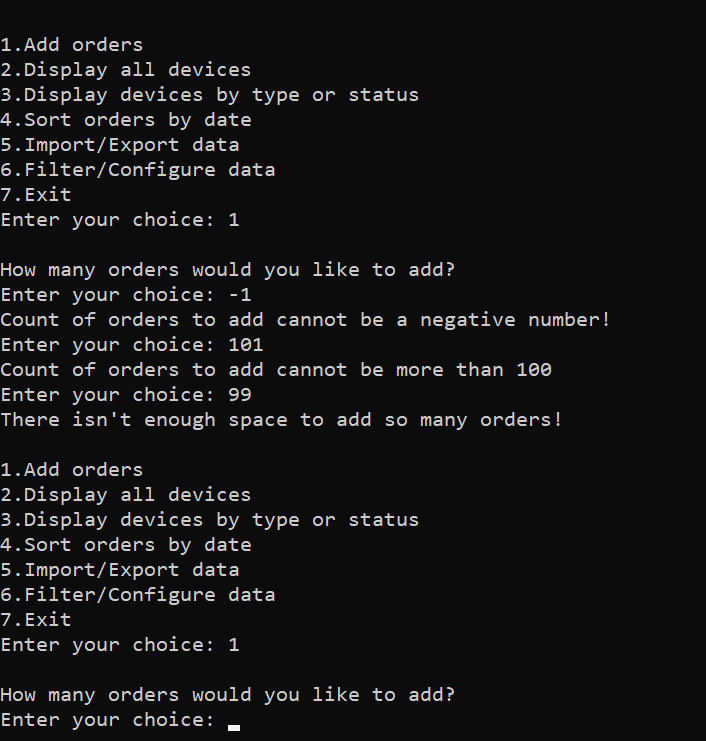 1.Add orders
2.Display all devices
3.Display devices by type or status
4.Sort orders by date
5.Import/Export data
6.Filter/Configure data
7.Exit
Enter your choice: 1
How many orders would you like to add?
Enter your choice: -1
Count of orders to add cannot be a negative number!
Enter your choice: 101
Count of orders to add cannot be more than 100
Enter your choice: 99
There isn't enough space to add so many orders!
1.Add orders
2.Display all devices
3.Display devices by type or status
4.Sort orders by date
5.Import/Export data
6.Filter/Configure data
7.Exit
Enter your choice: 1
How many orders would you like to add?
Enter your choice: